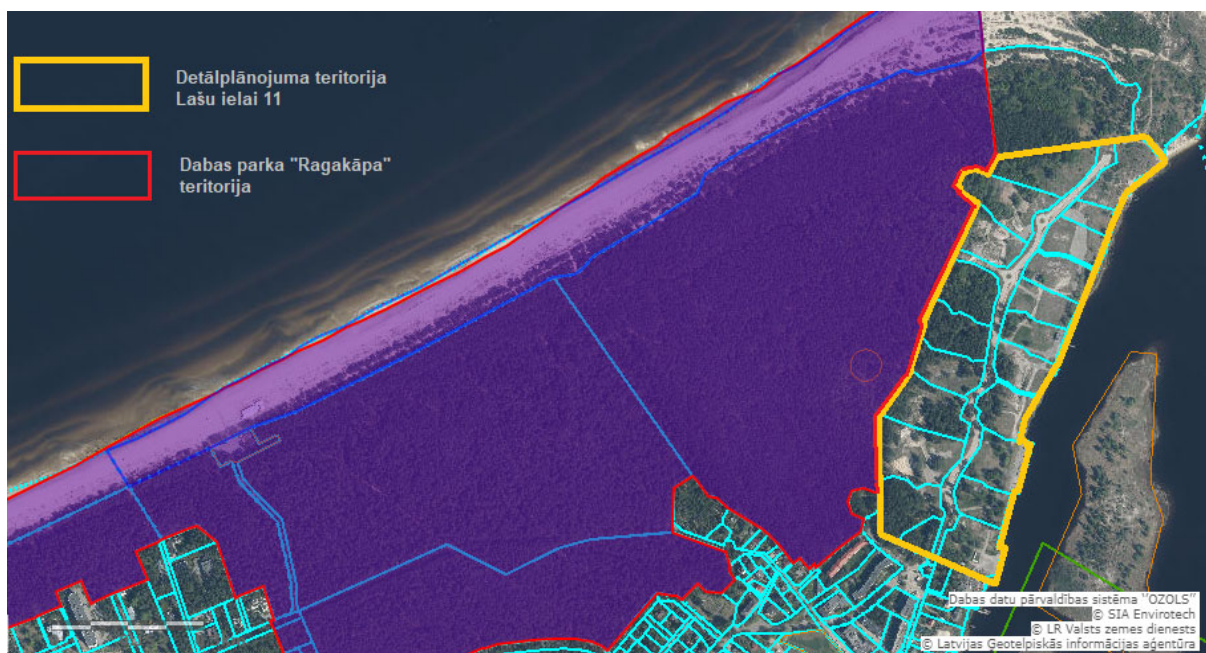 Detālplānojuma teritorija
Lašu ielai 11
Dabas parka "Ragakāpa"
teritorija
Dabas datu pārvaldības sistēma "OZOLS"
© SIA Envirotech
© LR Valsts zemes dienests
© Latvijas Ģeotelpiskās informācijas aģentūra